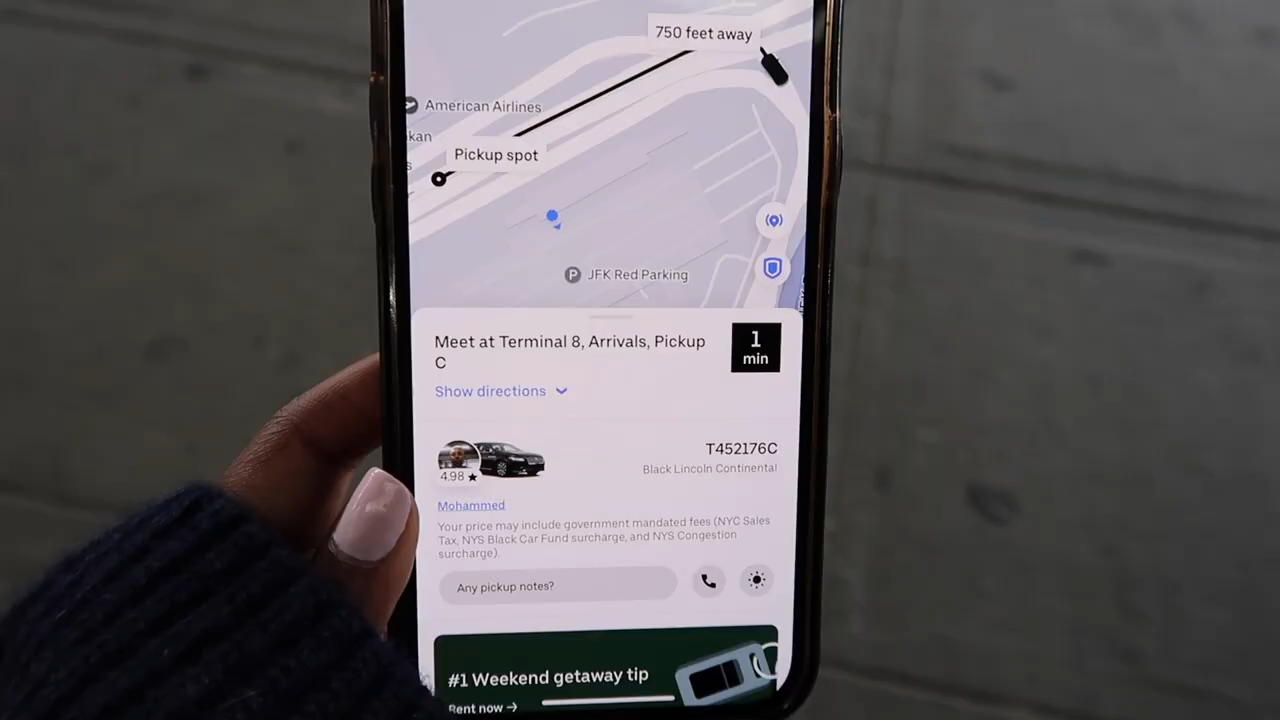 750 feet away
American Airlines
kan
s
Pickup spot
JFK Red Parking
Meet at Terminal 8, Arrivals, Pickup
C
1
min
Show directions
T452176C
Black Lincoln Continental
4.98 ★
Mohammed
Your price may include government mandated fees (NYC Sales
Tax, NYS Black Car Fund surcharge, and NYS Congestion
surcharge).
Any pickup notes?
#1 Weekend getaway tip
Rent now →